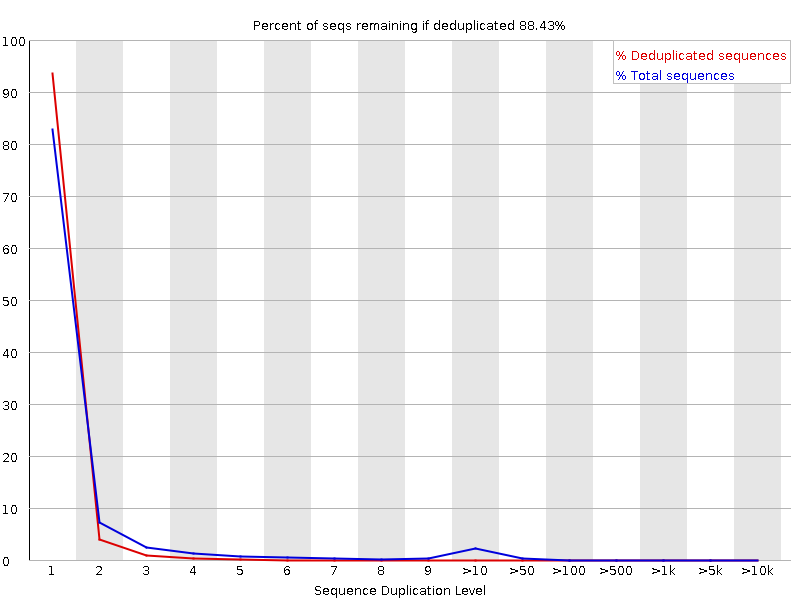 Percent of seqs remaining if deduplicated 88.43%
% Deduplicated sequences
% Total sequences
100
90
80
70
60
50
40
30
20
10
0
1 2 3 4 5 6 7 8 9 >10 >50 >100 >500 >1k >5k >10k
Sequence Duplication Level